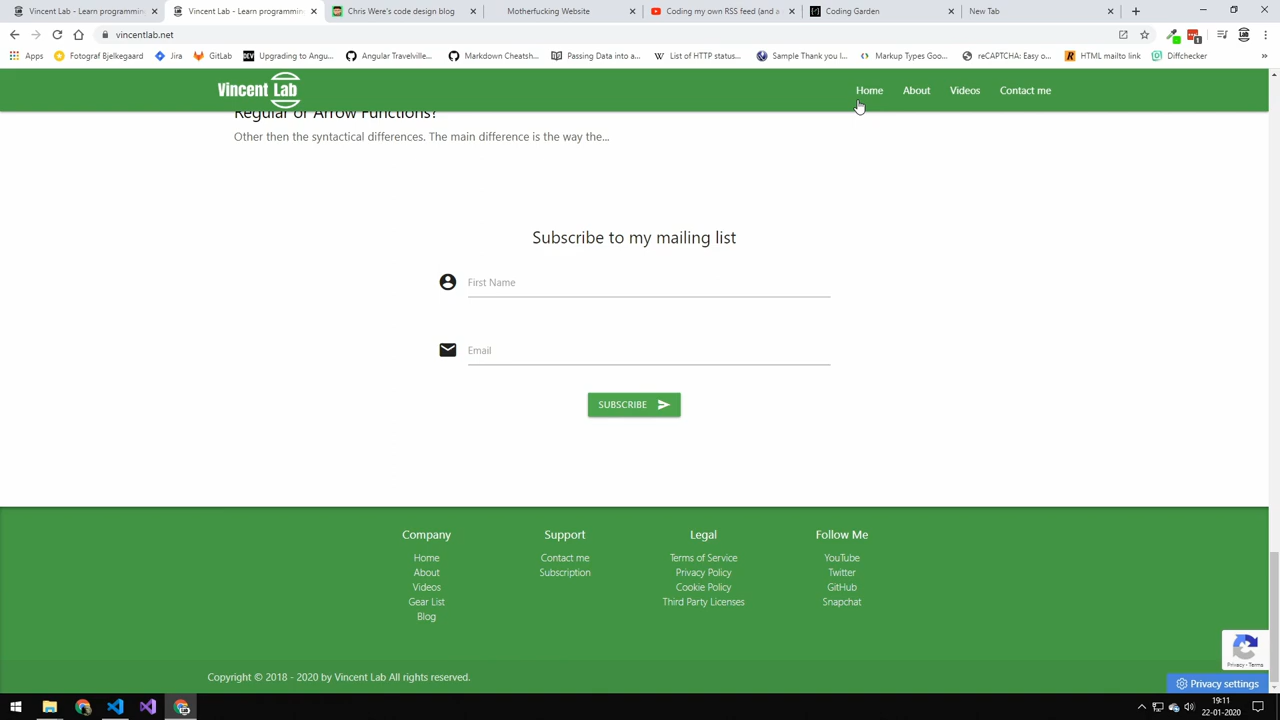 Vincent Lab - Learn programmin
Vincent Lab - Learn programmin
Chris Were's code design blog
Motherfucking Website
Coding my own RSS feed (and a
Coding Garden
New Tab
vincentlab.net
Apps
Fotograf Bjelkegaard
Jira
GitLab
Upgrading to Angu...
Angular Travelville...
Markdown Cheatsh...
Passing Data into a...
List of HTTP status...
Sample Thank you l...
Markup Types Goo...
reCAPTCHA: Easy o...
HTML mailto link
Diffchecker
Vincent Lab
Home
About
Videos
Contact me
Regular or Arrow Functions?
Other then the syntactical differences. The main difference is the way the...
Subscribe to my mailing list
First Name
Email
SUBSCRIBE
Company
Support
Legal
Follow Me
Home
Contact me
Terms of Service
YouTube
About
Subscription
Privacy Policy
Twitter
Videos
Cookie Policy
GitHub
Gear List
Third Party Licenses
Snapchat
Blog
Privacy - Terms
Copyright © 2018 - 2020 by Vincent Lab All rights reserved.
Privacy settings
19:11
22-01-2020